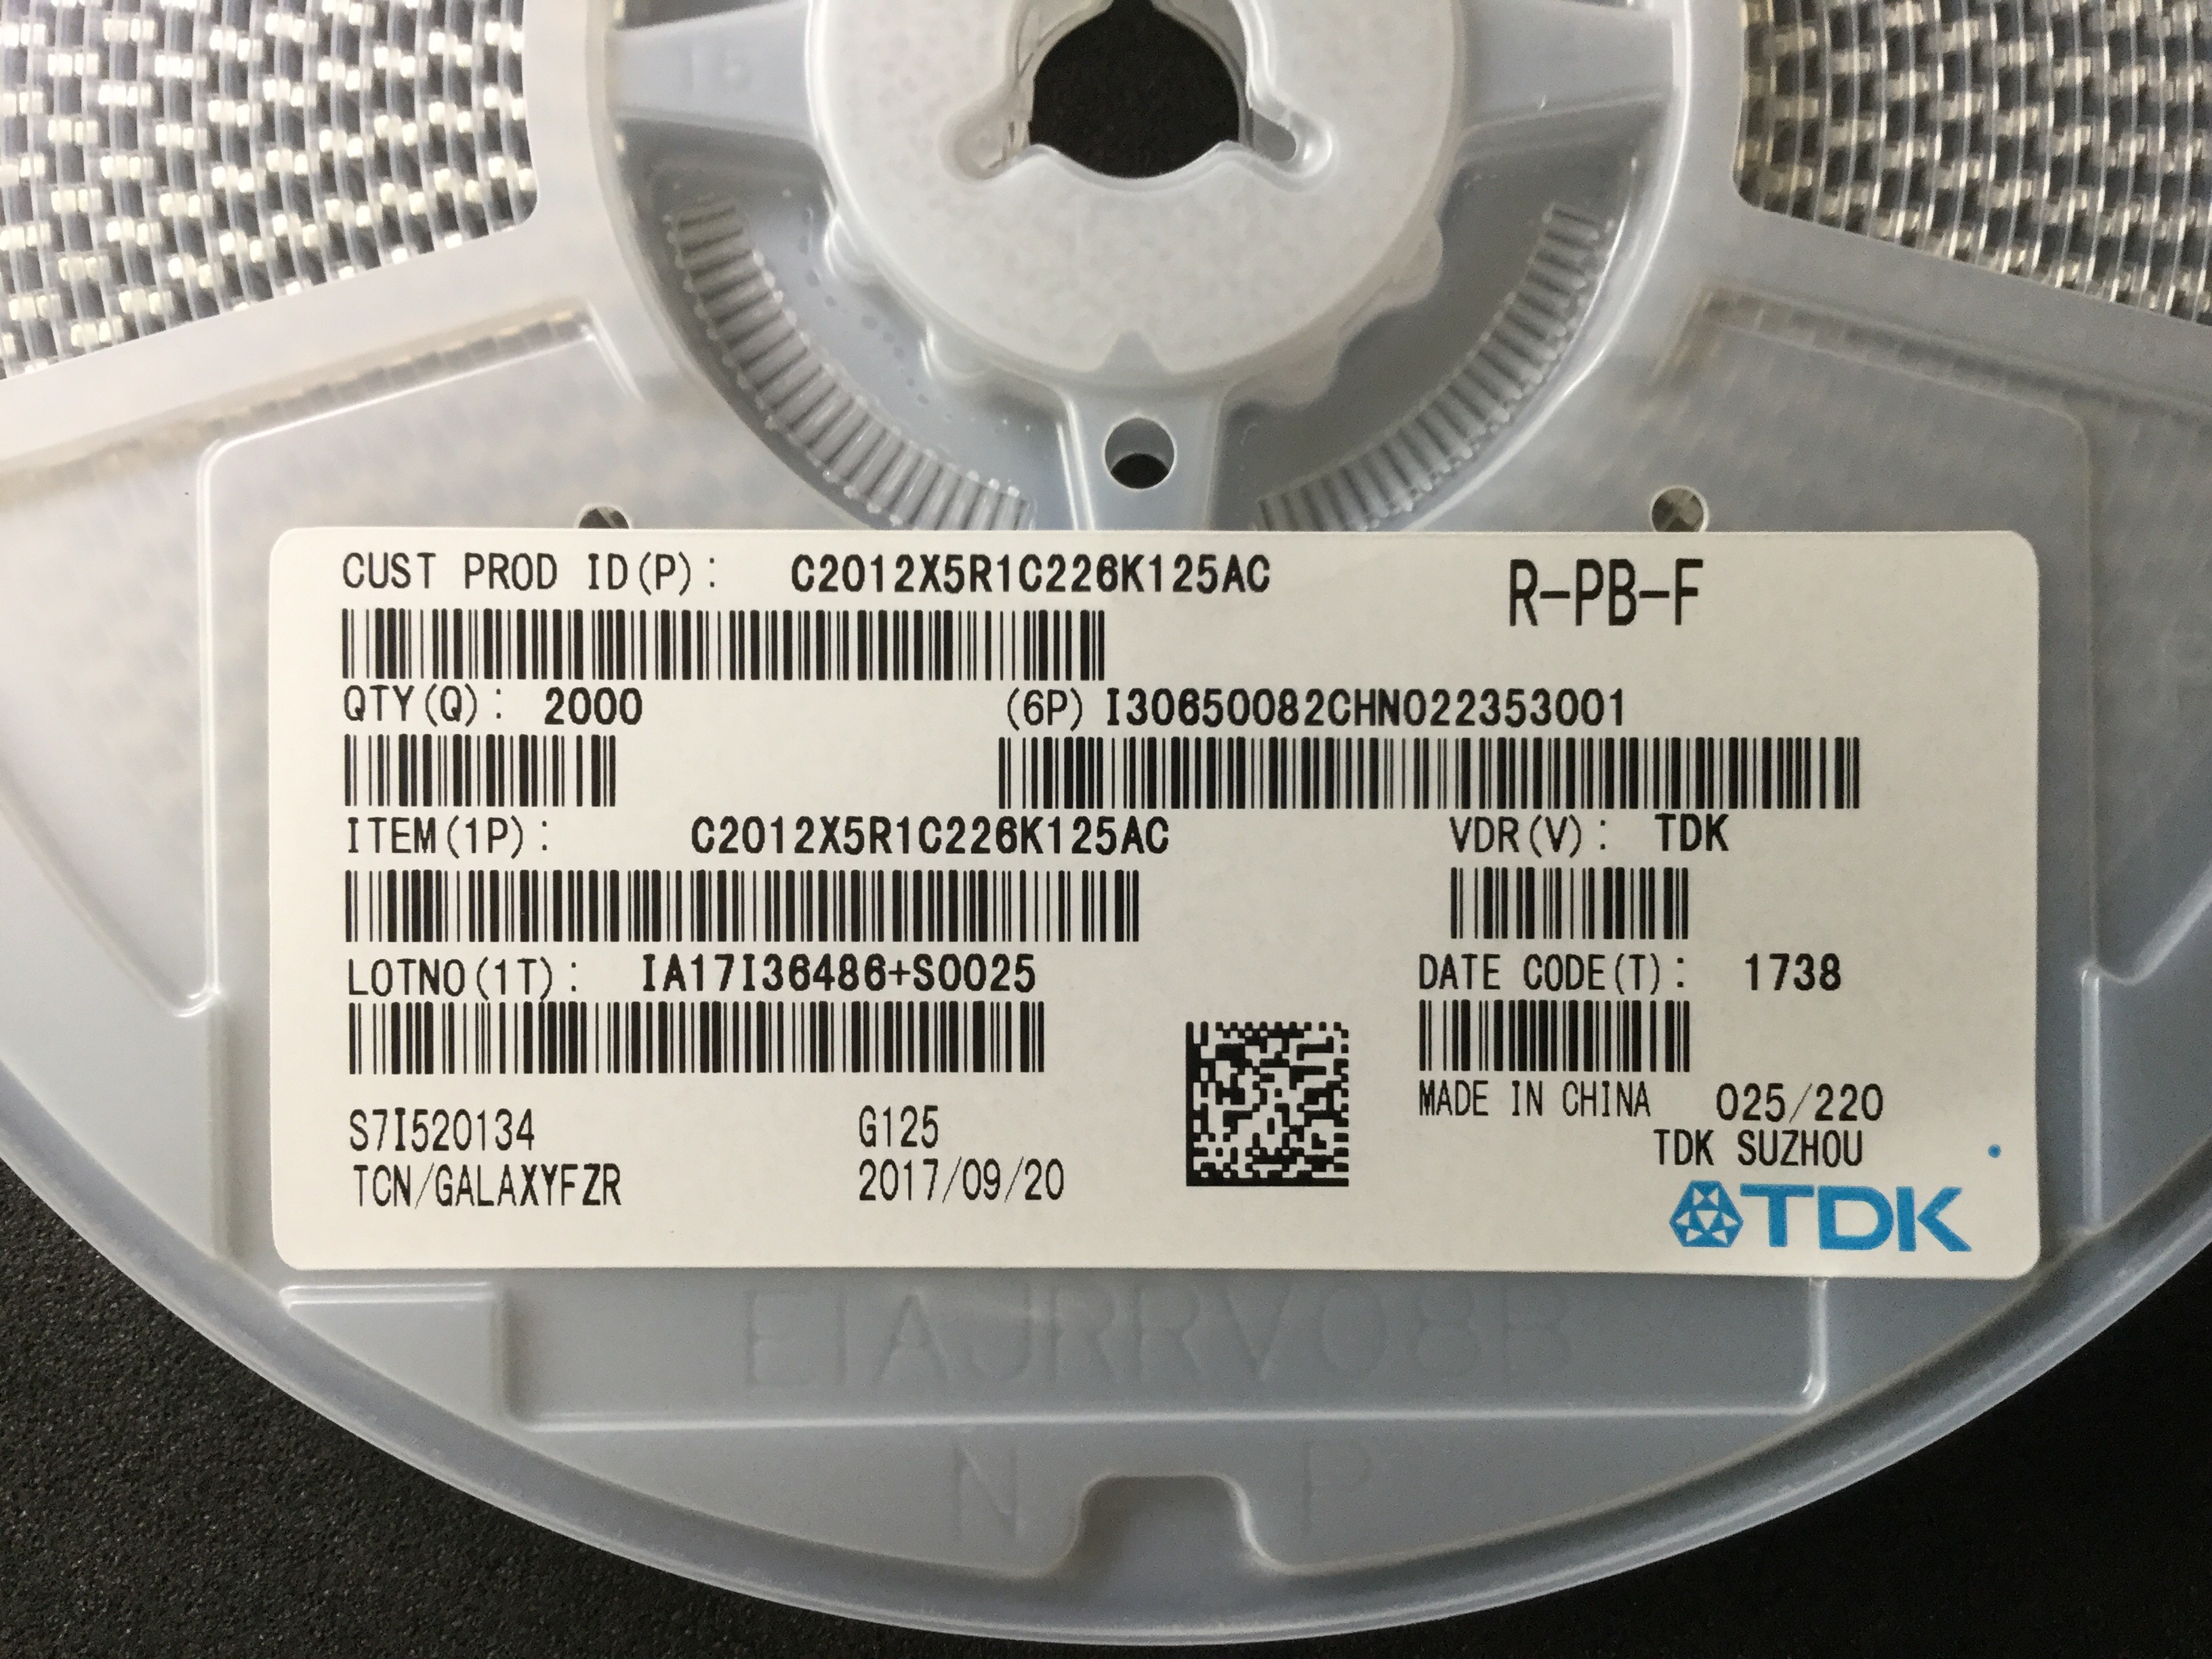 15
CUST PROD ID(P): C2012X5R1C226K125AC
R-PB-F
QTY(Q): 2000
(6P) I30650082CHN022353001
ITEM(1P): C2012X5R1C226K125AC
VDR(V): TDK
LOTNO(1T): IA17I36486+S0025
DATE CODE(T): 1738
MADE IN CHINA 025/220
TDK SUZHOU
S7I520134 G125
TCN/GALAXYFZR 2017/09/20
TDK
EIAJRRV08B
N P